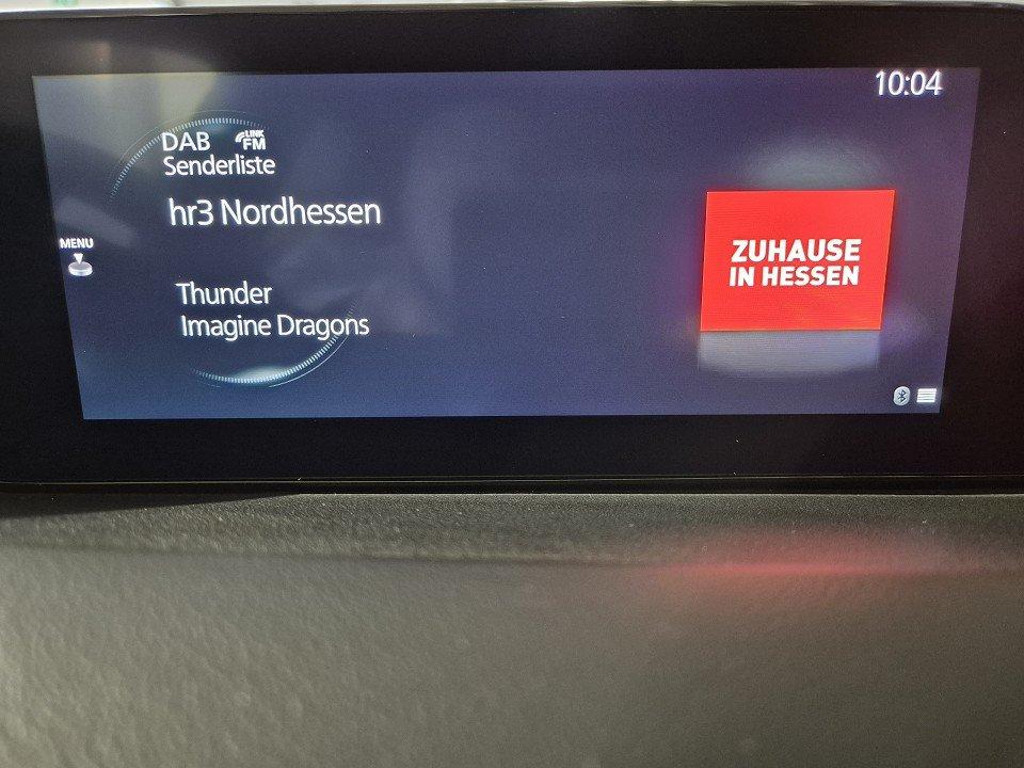 10:04
DAB LINK FM
Senderliste
hr3 Nordhessen
MENU
ZUHAUSE
IN HESSEN
Thunder
Imagine Dragons